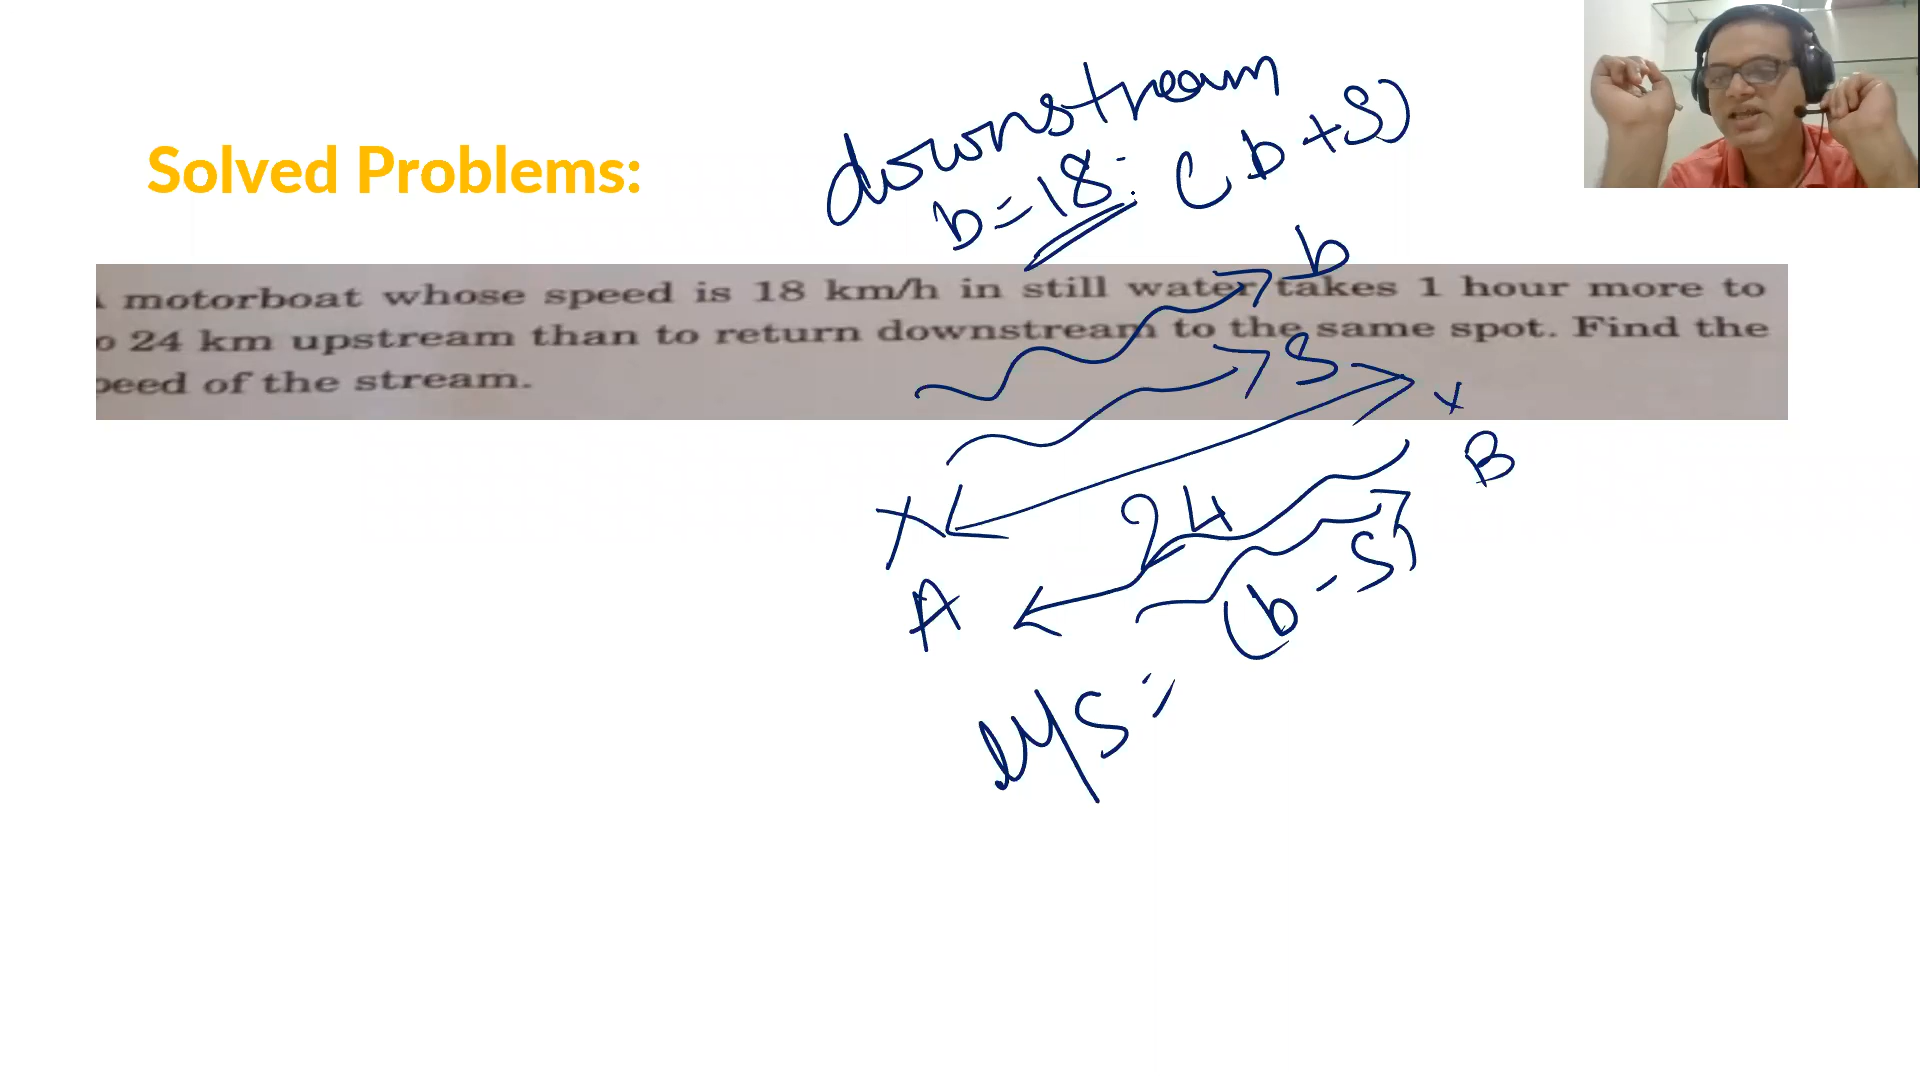 Solved Problems:
downstream
b = 18 (b + S)
b
motorboat whose speed is 18 km/h in still water takes 1 hour more to
o 24 km upstream than to return downstream to the same spot. Find the
peed of the stream.
S
x
B
X
24
A
(b - S)
u/s =